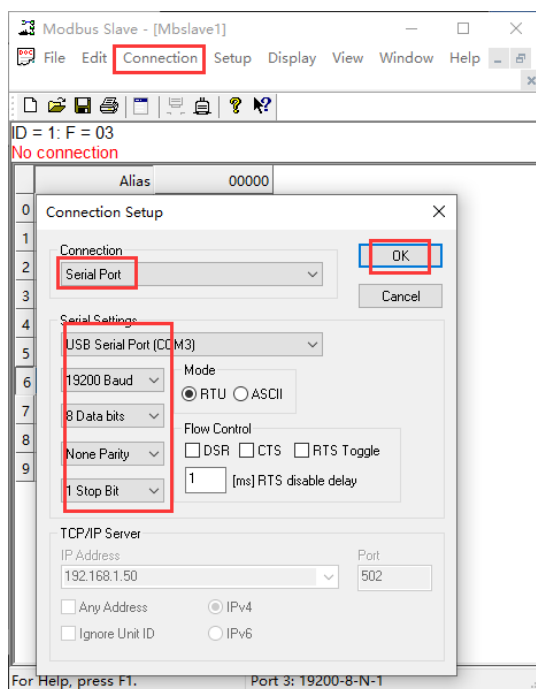 Modbus Slave - [Mbslave1]
File Edit Connection Setup Display View Window Help
ID = 1: F = 03
No connection
Alias 00000
0
1
2
3
4
5
6
7
8
9
Connection Setup
Connection
Serial Port
OK
Cancel
Serial Settings
USB Serial Port (COM3)
19200 Baud
8 Data bits
None Parity
1 Stop Bit
Mode
RTU ASCII
Flow Control
DSR CTS RTS Toggle
1 [ms] RTS disable delay
TCP/IP Server
IP Address Port
192.168.1.50 502
Any Address IPv4
Ignore Unit ID IPv6
For Help, press F1. Port 3: 19200-8-N-1